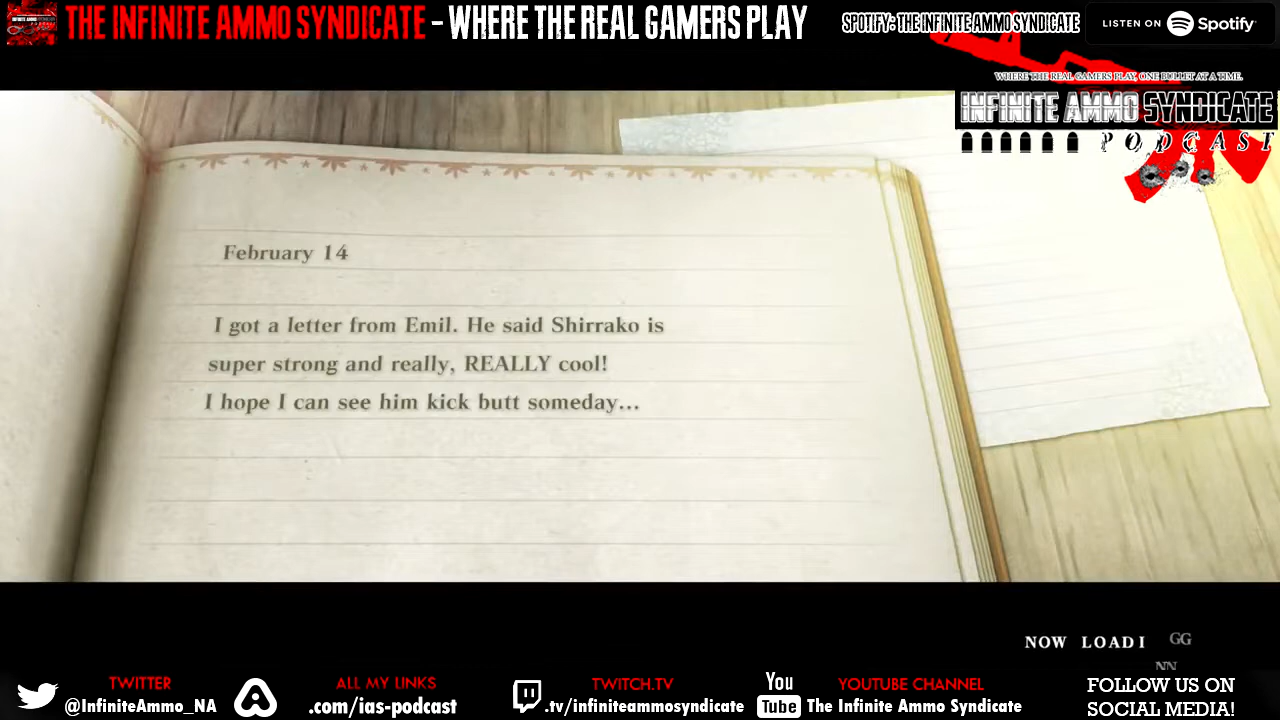 THE INFINITE AMMO SYNDICATE - WHERE THE REAL GAMERS PLAY
SPOTIFY: THE INFINITE AMMO SYNDICATE
LISTEN ON Spotify
WHERE THE REAL GAMERS PLAY, ONE BULLET AT A TIME.
INFINITE AMMO SYNDICATE
PODCAST
February 14
I got a letter from Emil. He said Shirrako is
super strong and really, REALLY cool!
I hope I can see him kick butt someday...
NOW LOADI GG
NN
TWITTER
@InfiniteAmmo_NA
ALL MY LINKS
.com/ias-podcast
TWITCH.TV
.tv/infiniteammosyndicate
You Tube
YOUTUBE CHANNEL
The Infinite Ammo Syndicate
FOLLOW US ON
SOCIAL MEDIA!